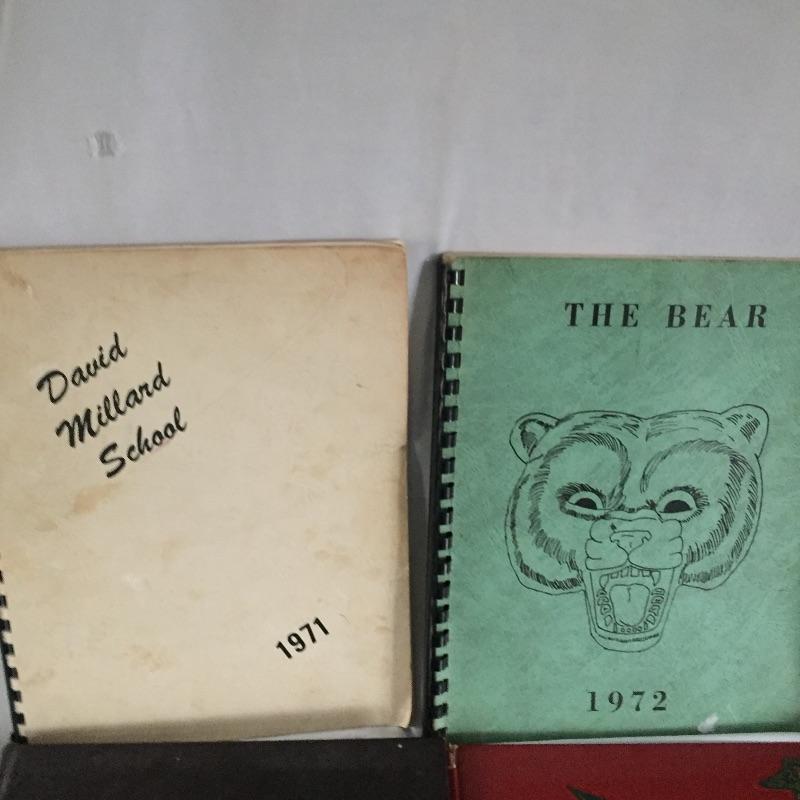 David
Millard
School
1971
THE BEAR
1972